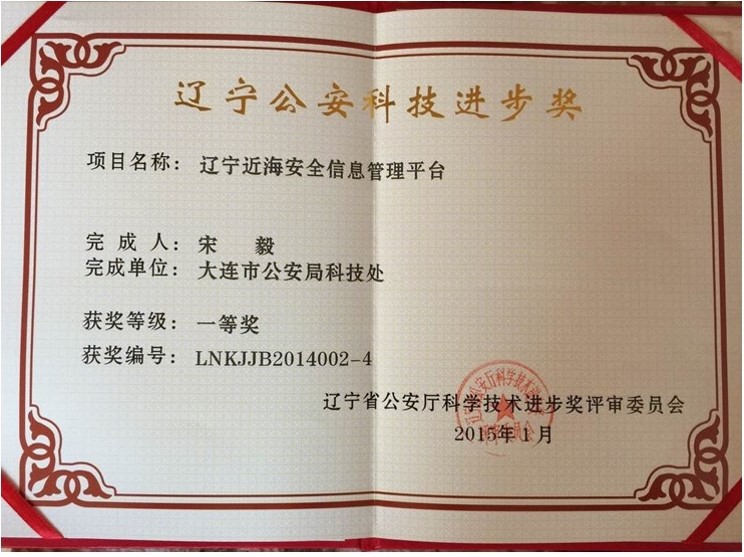 辽宁公安科技进步奖
项目名称：辽宁近海安全信息管理平台
完成人：宋 毅
完成单位：大连市公安局科技处
获奖等级：一等奖
获奖编号：LNKJJB2014002-4
辽宁省公安厅科学技术进步奖评审委员会
2015年1月